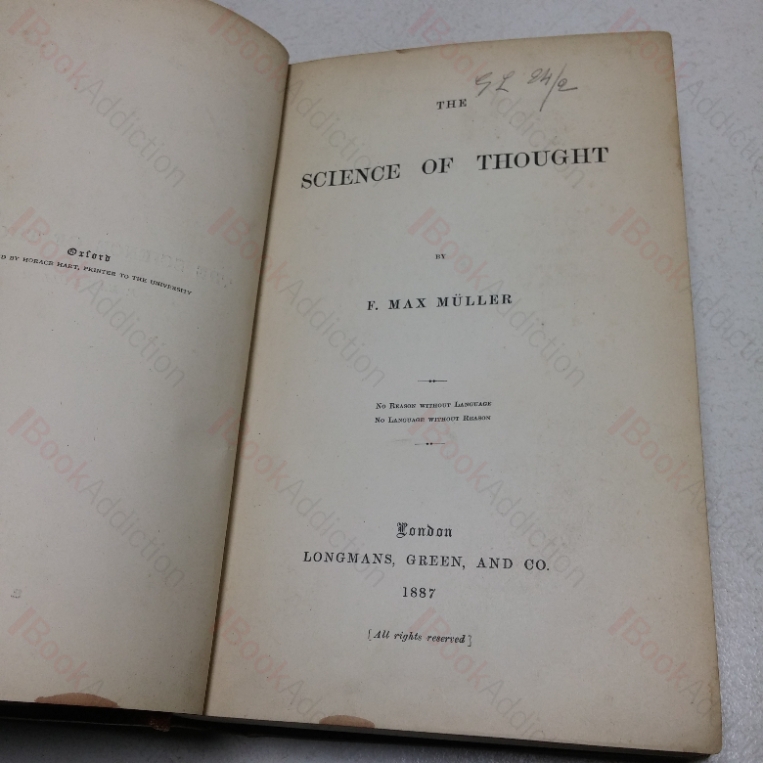 Oxford
BY HORACE HART, PRINTER TO THE UNIVERSITY
THE
SCIENCE OF THOUGHT
BY
F. MAX MÜLLER
No Reason without Language
No Language without Reason
London
LONGMANS, GREEN, AND CO.
1887
[All rights reserved]
BookAddiction